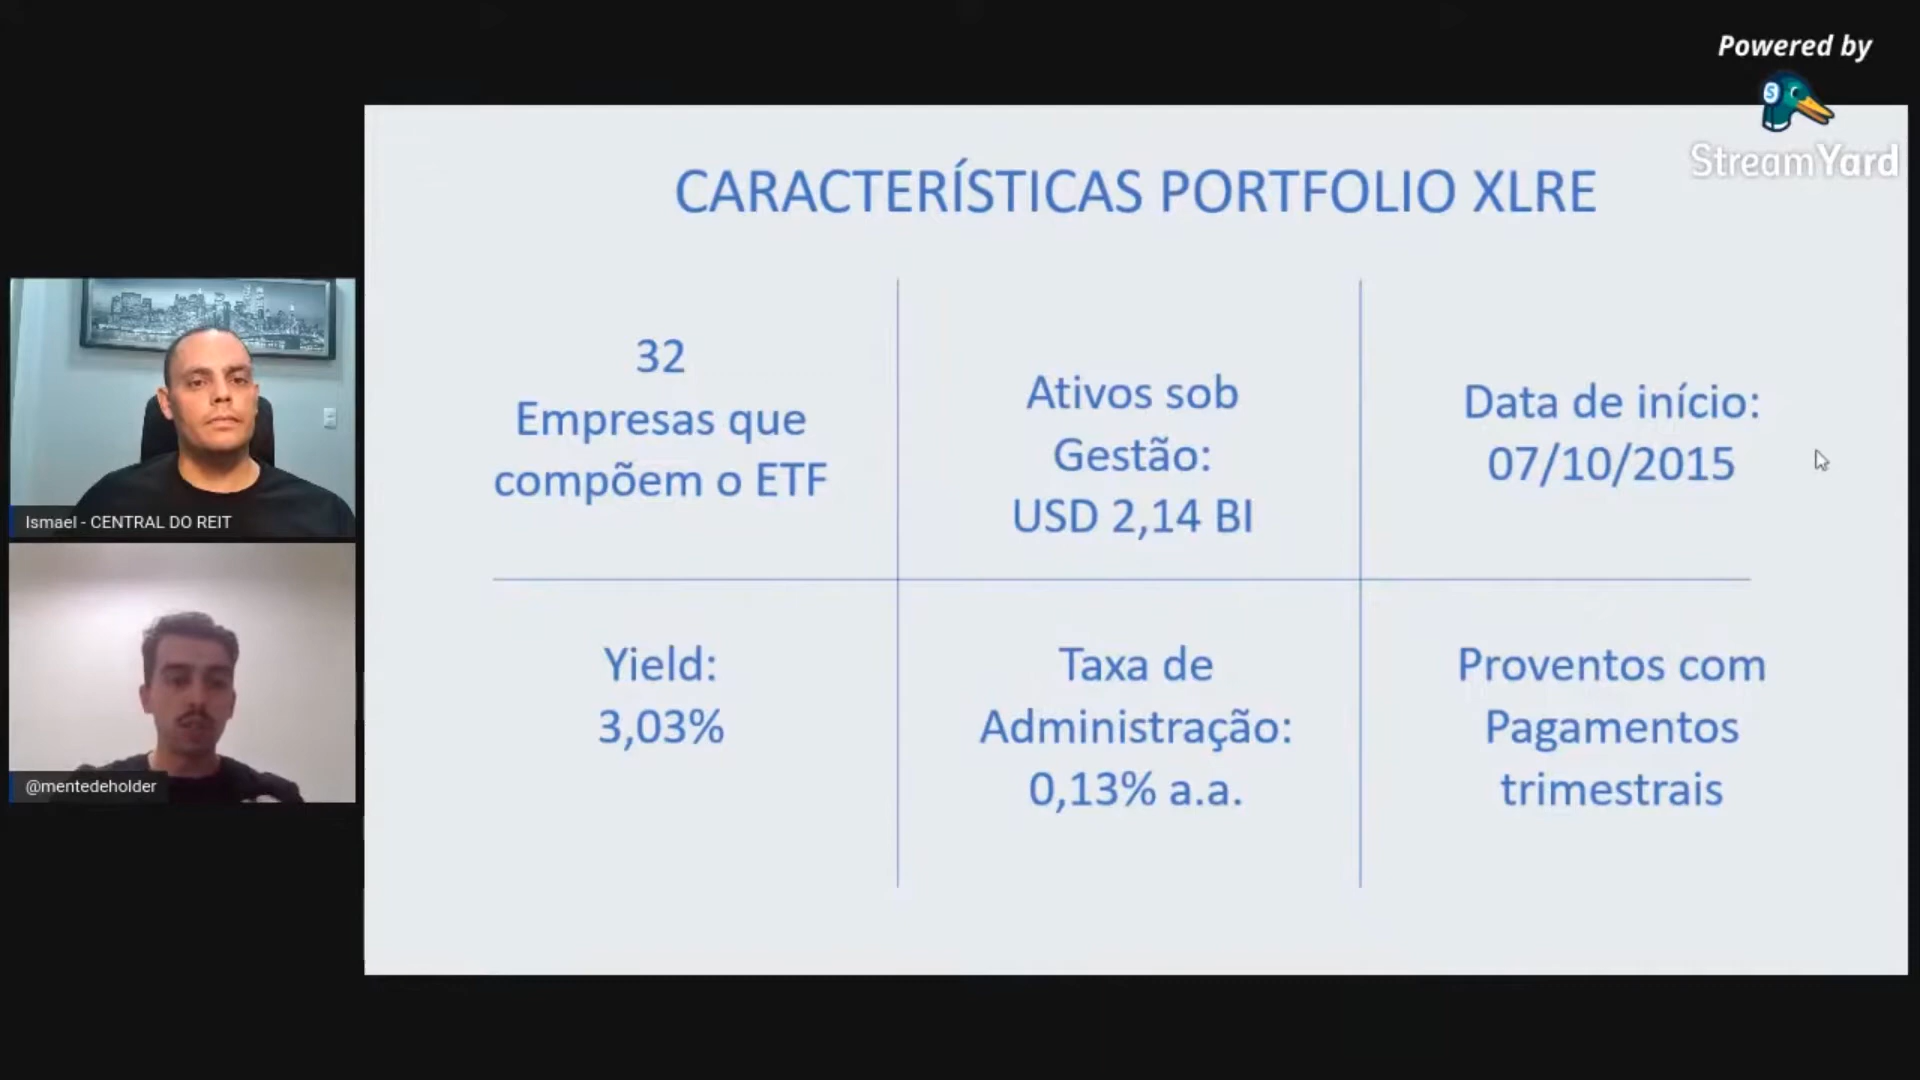 Powered by
StreamYard
CARACTERÍSTICAS PORTFOLIO XLRE
32
Empresas que
compõem o ETF
Ativos sob
Gestão:
USD 2,14 BI
Data de início:
07/10/2015
Yield:
3,03%
Taxa de
Administração:
0,13% a.a.
Proventos com
Pagamentos
trimestrais
Ismael - CENTRAL DO REIT
@mentedeholder